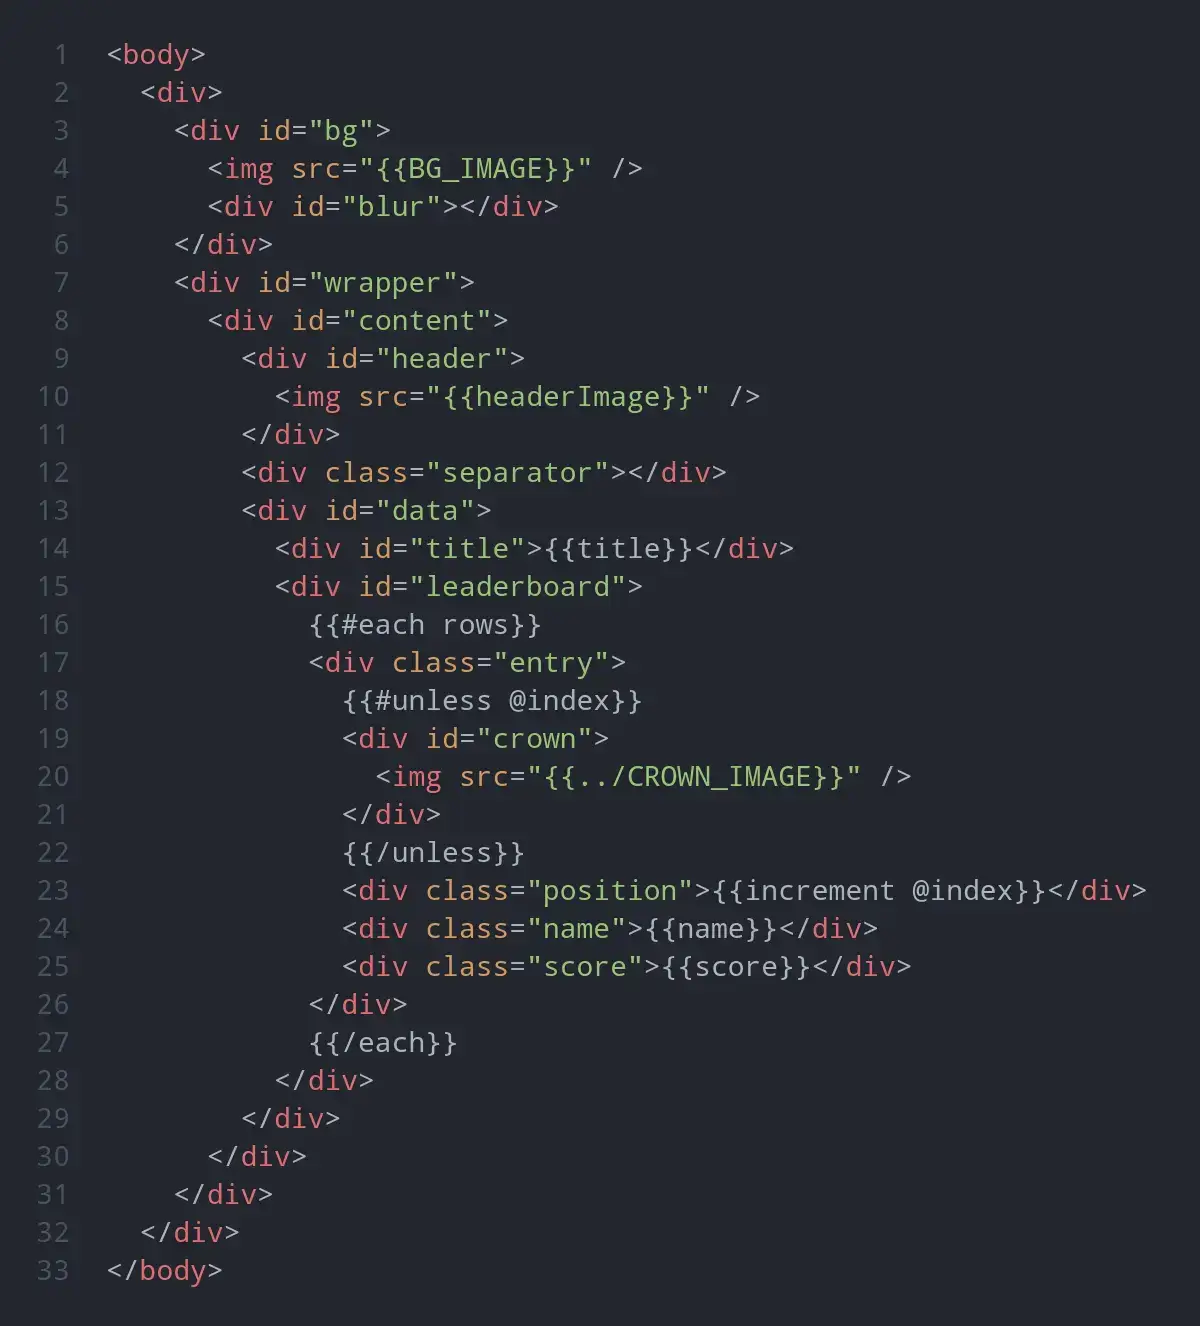 1 <body>
2   <div>
3     <div id="bg">
4       <img src="{{BG_IMAGE}}" />
5       <div id="blur"></div>
6     </div>
7     <div id="wrapper">
8       <div id="content">
9         <div id="header">
10           <img src="{{headerImage}}" />
11         </div>
12         <div class="separator"></div>
13         <div id="data">
14           <div id="title">{{title}}</div>
15           <div id="leaderboard">
16             {{#each rows}}
17             <div class="entry">
18               {{#unless @index}}
19               <div id="crown">
20                 <img src="{{../CROWN_IMAGE}}" />
21               </div>
22               {{/unless}}
23               <div class="position">{{increment @index}}</div>
24               <div class="name">{{name}}</div>
25               <div class="score">{{score}}</div>
26             </div>
27             {{/each}}
28           </div>
29         </div>
30       </div>
31     </div>
32   </div>
33 </body>